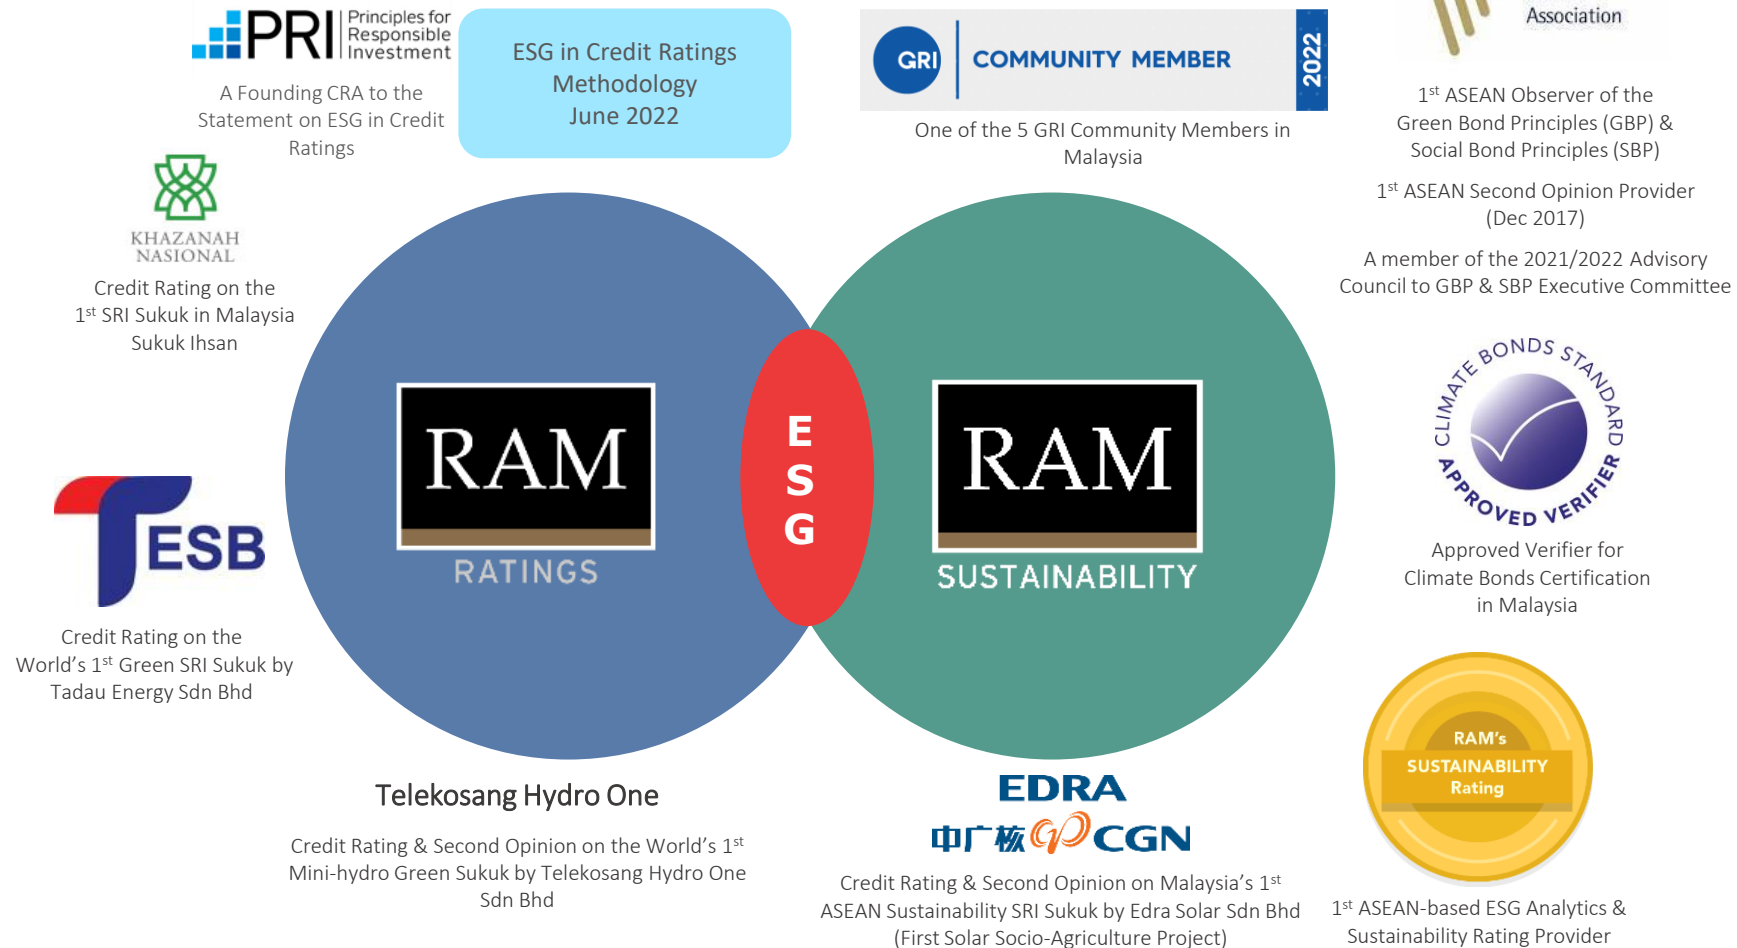 PRI
Principles for
Responsible
Investment
A Founding CRA to the
Statement on ESG in Credit
Ratings
ESG in Credit Ratings
Methodology
June 2022
GRI
COMMUNITY MEMBER
2022
One of the 5 GRI Community Members in
Malaysia
Association
1st ASEAN Observer of the
Green Bond Principles (GBP) &
Social Bond Principles (SBP)
1st ASEAN Second Opinion Provider
(Dec 2017)
A member of the 2021/2022 Advisory
Council to GBP & SBP Executive Committee
KHAZANAH
NASIONAL
Credit Rating on the
1st SRI Sukuk in Malaysia
Sukuk Ihsan
RAM
RATINGS
E
S
G
RAM
SUSTAINABILITY
CLIMATE BONDS STANDARD
APPROVED VERIFIER
Approved Verifier for
Climate Bonds Certification
in Malaysia
TESB
Credit Rating on the
World's 1st Green SRI Sukuk by
Tadau Energy Sdn Bhd
RAM's
SUSTAINABILITY
Rating
1st ASEAN-based ESG Analytics &
Sustainability Rating Provider
Telekosang Hydro One
Credit Rating & Second Opinion on the World's 1st
Mini-hydro Green Sukuk by Telekosang Hydro One
Sdn Bhd
EDRA
中广核 CGN
Credit Rating & Second Opinion on Malaysia's 1st
ASEAN Sustainability SRI Sukuk by Edra Solar Sdn Bhd
(First Solar Socio-Agriculture Project)